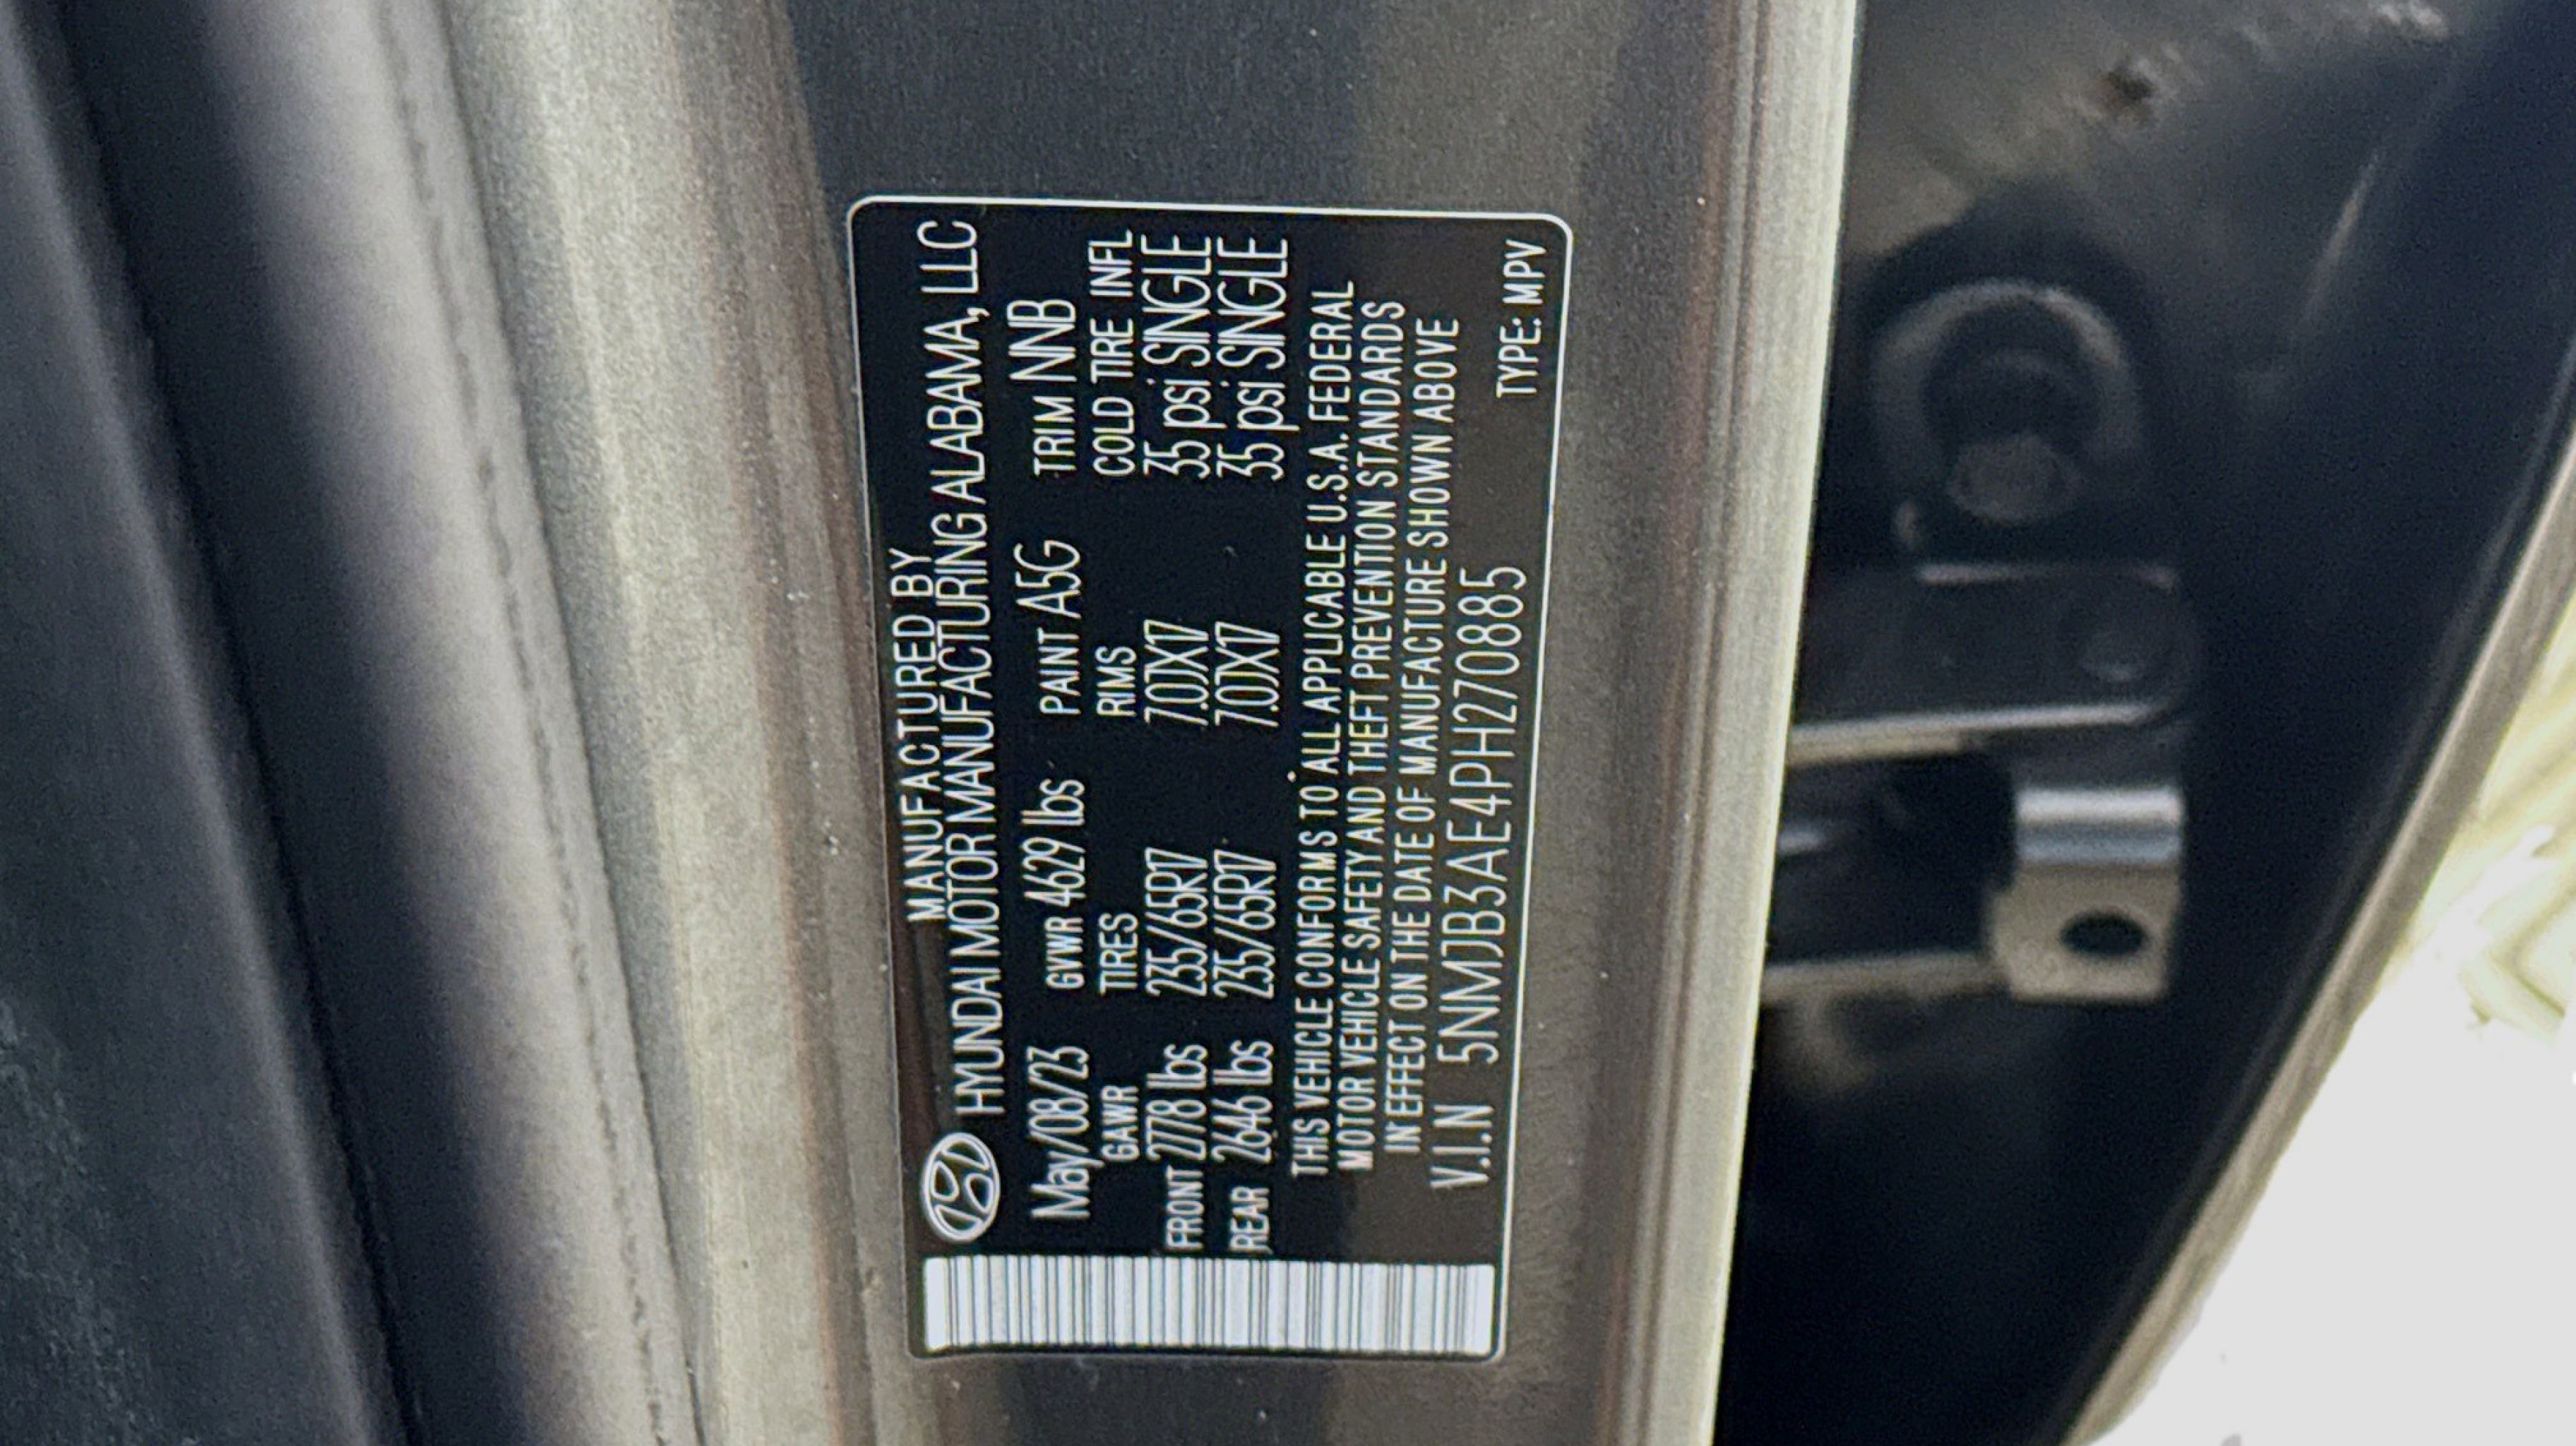 MANUFACTURED BY
HYUNDAI MOTOR MANUFACTURING ALABAMA, LLC
May/08/23 GVWR 4629 lbs PAINT A5G TRIM NNB
GAWR TIRES RIMS COLD TIRE INFL
FRONT 2778 lbs 235/65R17 7.0JX17 35 psi SINGLE
REAR 2646 lbs 235/65R17 7.0JX17 35 psi SINGLE
THIS VEHICLE CONFORMS TO ALL APPLICABLE U.S.A. FEDERAL
MOTOR VEHICLE SAFETY AND THEFT PREVENTION STANDARDS
IN EFFECT ON THE DATE OF MANUFACTURE SHOWN ABOVE
V.I.N 5NMJB3AE4PH270885
TYPE: MPV